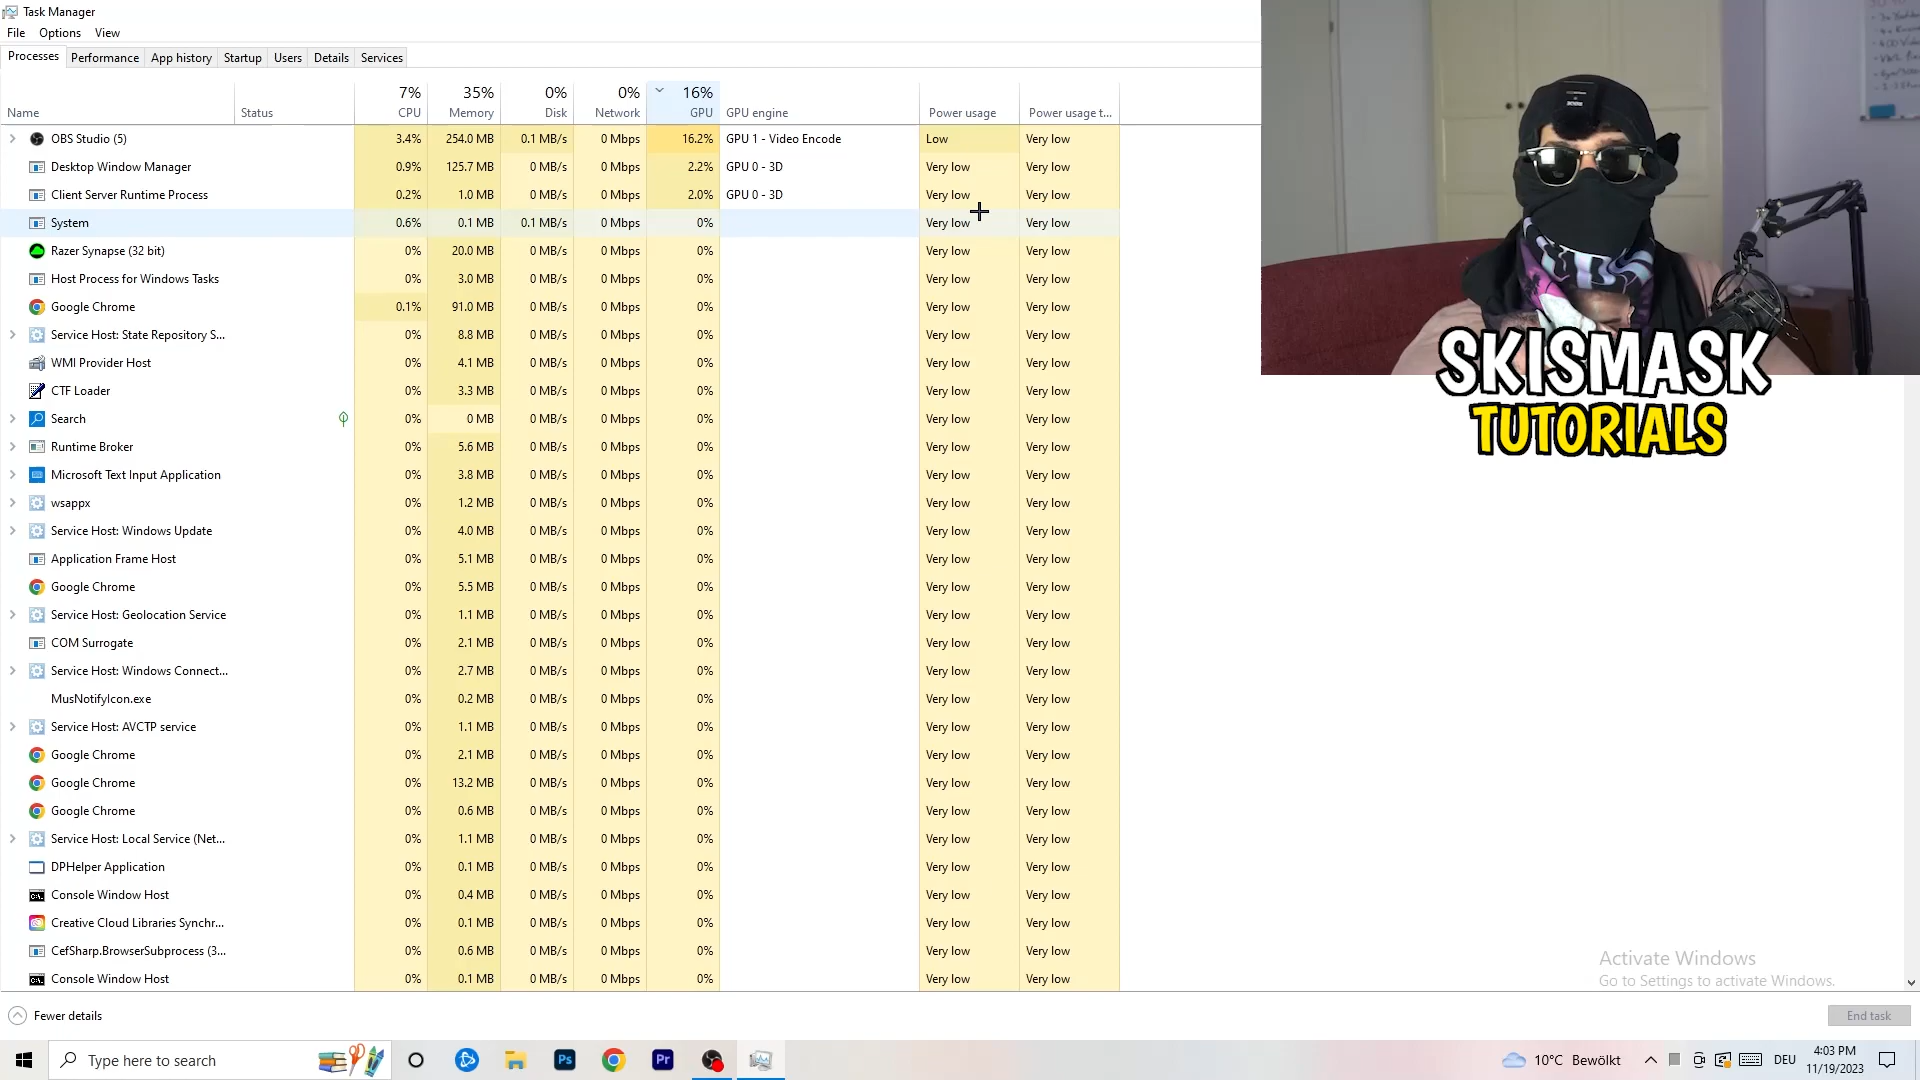 Task Manager
File Options View
Processes Performance App history Startup Users Details Services
7% 35% 0% 0% 16%
Name Status CPU Memory Disk Network GPU GPU engine Power usage Power usage t...
OBS Studio (5) 3.4% 254.0 MB 0.1 MB/s 0 Mbps 16.2% GPU 1 - Video Encode Low Very low
Desktop Window Manager 0.9% 125.7 MB 0 MB/s 0 Mbps 2.2% GPU 0 - 3D Very low Very low
Client Server Runtime Process 0.2% 1.0 MB 0 MB/s 0 Mbps 2.0% GPU 0 - 3D Very low Very low
System 0.6% 0.1 MB 0.1 MB/s 0 Mbps 0% Very low Very low
Razer Synapse (32 bit) 0% 20.0 MB 0 MB/s 0 Mbps 0% Very low Very low
Host Process for Windows Tasks 0% 3.0 MB 0 MB/s 0 Mbps 0% Very low Very low
Google Chrome 0.1% 91.0 MB 0 MB/s 0 Mbps 0% Very low Very low
Service Host: State Repository S... 0% 8.8 MB 0 MB/s 0 Mbps 0% Very low Very low
WMI Provider Host 0% 4.1 MB 0 MB/s 0 Mbps 0% Very low Very low
CTF Loader 0% 3.3 MB 0 MB/s 0 Mbps 0% Very low Very low
Search 0% 0 MB 0 MB/s 0 Mbps 0% Very low Very low
Runtime Broker 0% 5.6 MB 0 MB/s 0 Mbps 0% Very low Very low
Microsoft Text Input Application 0% 3.8 MB 0 MB/s 0 Mbps 0% Very low Very low
wsappx 0% 1.2 MB 0 MB/s 0 Mbps 0% Very low Very low
Service Host: Windows Update 0% 4.0 MB 0 MB/s 0 Mbps 0% Very low Very low
Application Frame Host 0% 5.1 MB 0 MB/s 0 Mbps 0% Very low Very low
Google Chrome 0% 5.5 MB 0 MB/s 0 Mbps 0% Very low Very low
Service Host: Geolocation Service 0% 1.1 MB 0 MB/s 0 Mbps 0% Very low Very low
COM Surrogate 0% 2.1 MB 0 MB/s 0 Mbps 0% Very low Very low
Service Host: Windows Connect... 0% 2.7 MB 0 MB/s 0 Mbps 0% Very low Very low
MusNotifyIcon.exe 0% 0.2 MB 0 MB/s 0 Mbps 0% Very low Very low
Service Host: AVCTP service 0% 1.1 MB 0 MB/s 0 Mbps 0% Very low Very low
Google Chrome 0% 2.1 MB 0 MB/s 0 Mbps 0% Very low Very low
Google Chrome 0% 13.2 MB 0 MB/s 0 Mbps 0% Very low Very low
Google Chrome 0% 0.6 MB 0 MB/s 0 Mbps 0% Very low Very low
Service Host: Local Service (Net... 0% 1.1 MB 0 MB/s 0 Mbps 0% Very low Very low
DPHelper Application 0% 0.1 MB 0 MB/s 0 Mbps 0% Very low Very low
Console Window Host 0% 0.4 MB 0 MB/s 0 Mbps 0% Very low Very low
Creative Cloud Libraries Synchr... 0% 0.1 MB 0 MB/s 0 Mbps 0% Very low Very low
CefSharp.BrowserSubprocess (3... 0% 0.6 MB 0 MB/s 0 Mbps 0% Very low Very low
Console Window Host 0% 0.1 MB 0 MB/s 0 Mbps 0% Very low Very low
SKISMASK
TUTORIALS
Activate Windows
Go to Settings to activate Windows.
Fewer details End task
Type here to search Ps Pr 10°C Bewölkt DEU 4:03 PM
11/19/2023